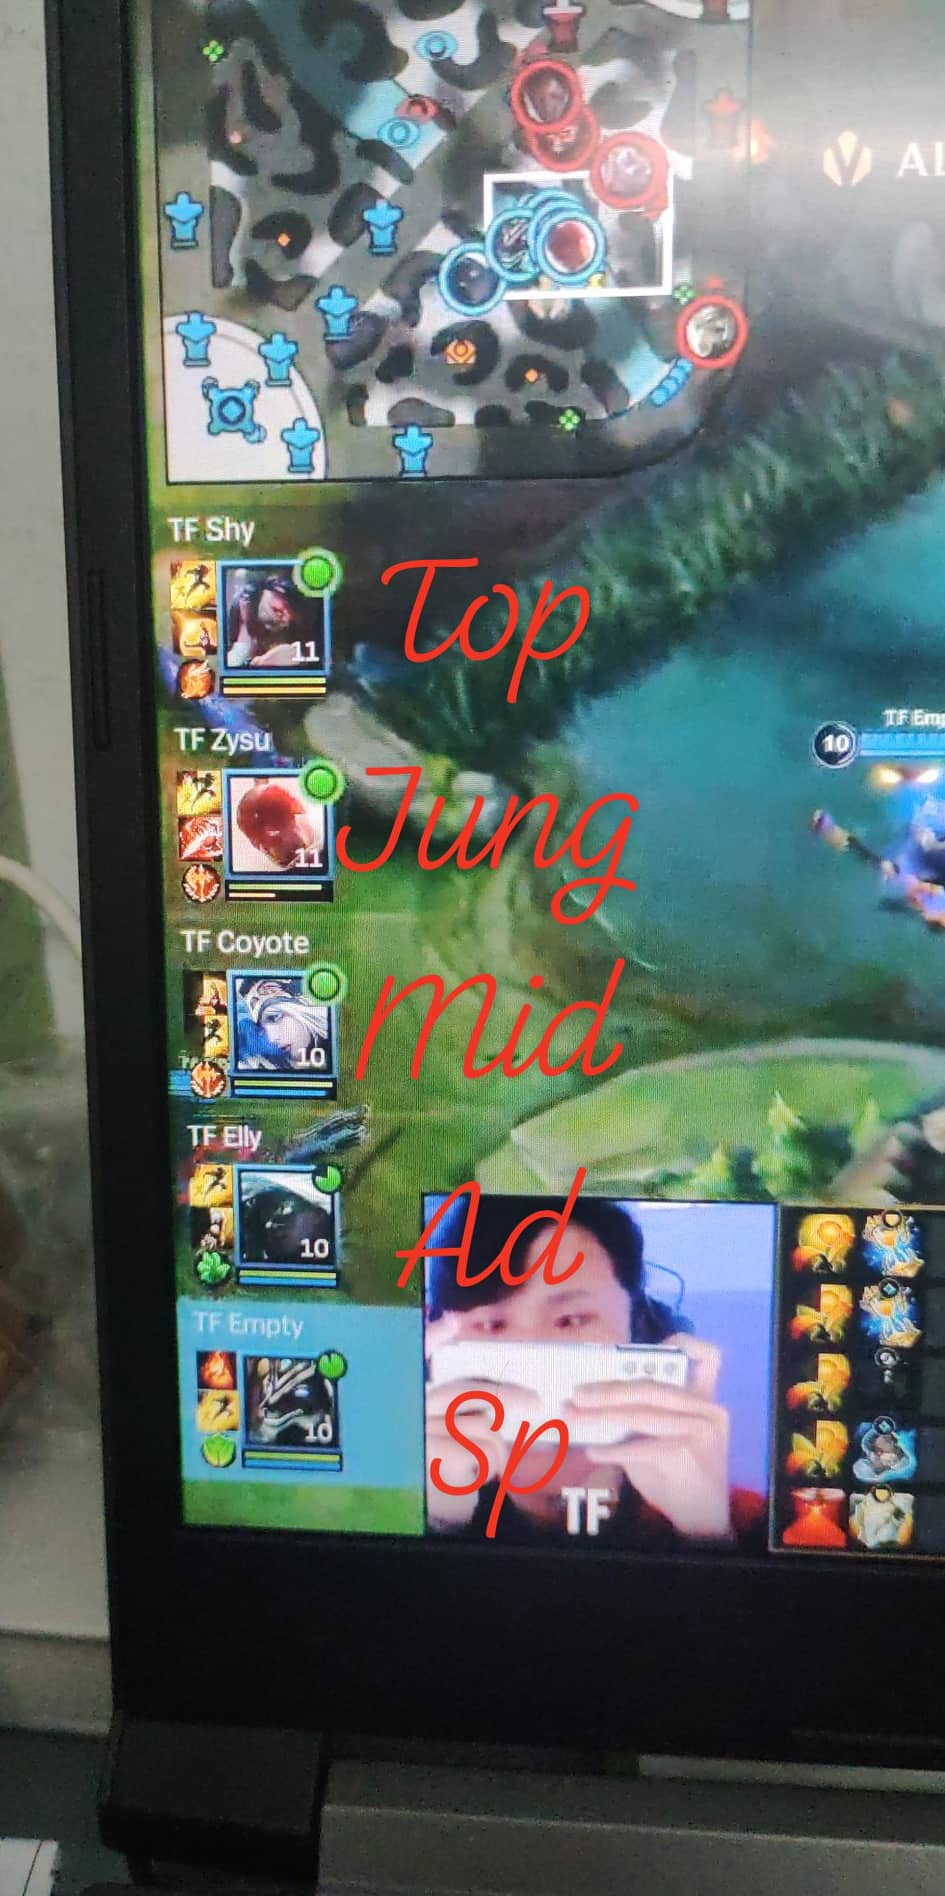 AL
TF Shy
11
Top
TF Emp
10
TF Zysu
11
Jung
TF Coyote
10
Mid
TF Elly
10
Ad
TF Empty
10
Sp
TF